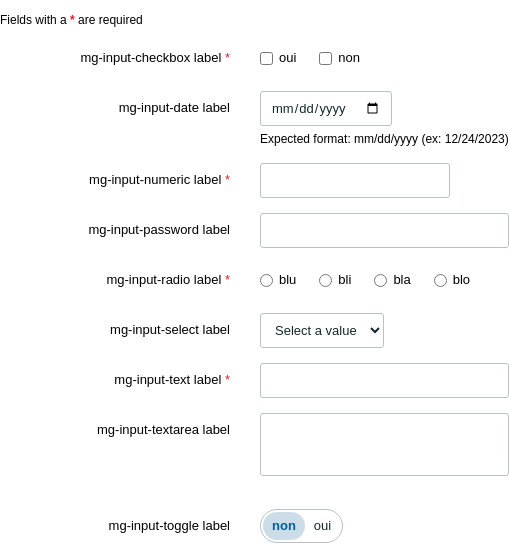 Fields with a * are required
mg-input-checkbox label * oui non
mg-input-date label mm/dd/yyyy
Expected format: mm/dd/yyyy (ex: 12/24/2023)
mg-input-numeric label *
mg-input-password label
mg-input-radio label * blu bli bla blo
mg-input-select label Select a value
mg-input-text label *
mg-input-textarea label
mg-input-toggle label non oui